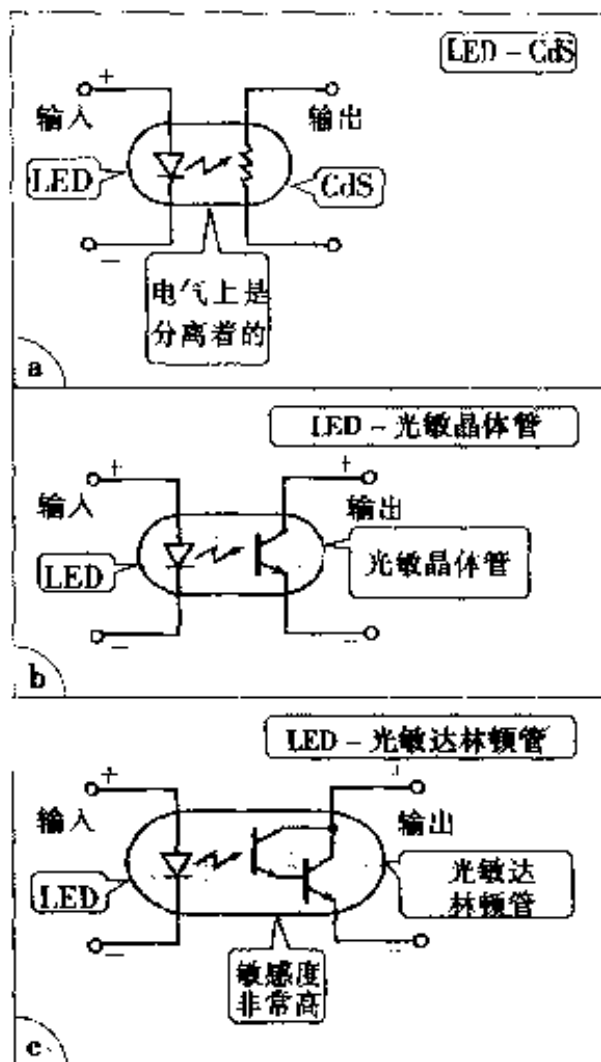 LED－CdS
+
输入
输出
LED
CdS
−
电气上是
分离着的
a
LED－光敏晶体管
+
+
输入
输出
LED
光敏晶体管
−
−
b
LED－光敏达林顿管
+
+
输入
输出
LED
光敏达
林顿管
−
−
敏感度
非常高
c